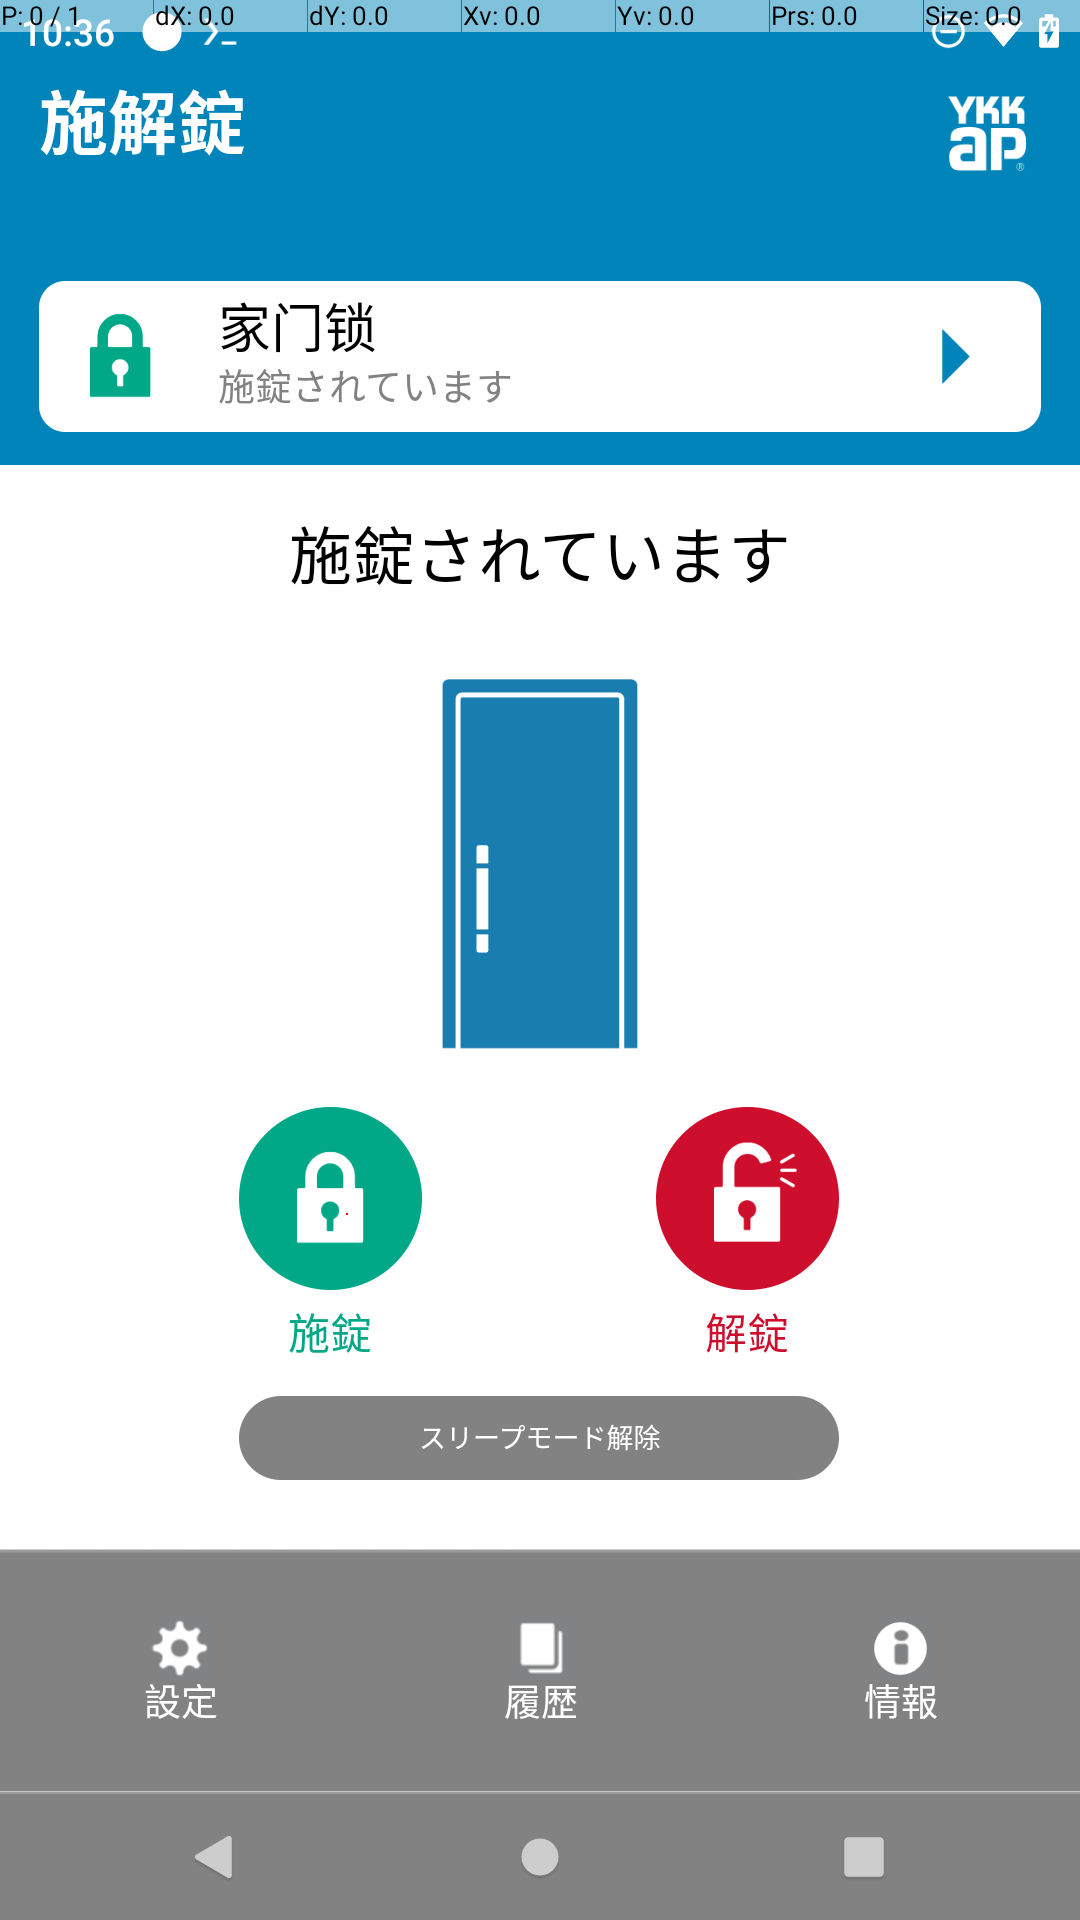 P: 0 / 1 dX: 0.0 dY: 0.0 Xv: 0.0 Yv: 0.0 Prs: 0.0 Size: 0.0
10:36
施解錠
YKK
ap®
家门锁
施錠されています
施錠されています
施錠 解錠
スリープモード解除
設定 履歴 情報